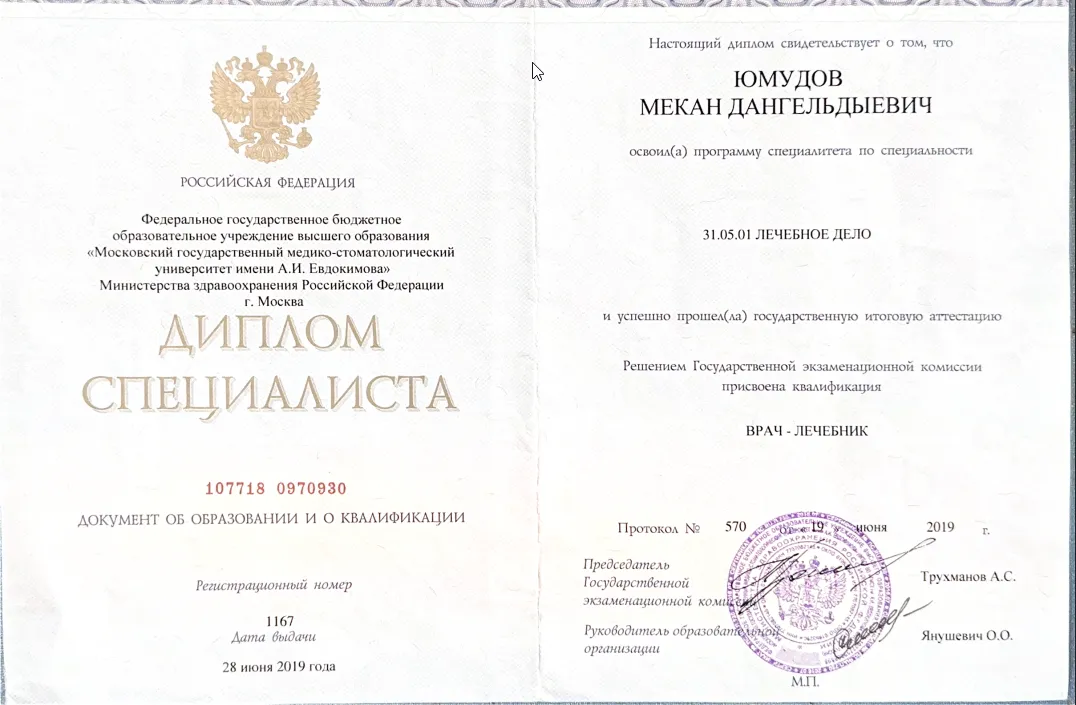 РОССИЙСКАЯ ФЕДЕРАЦИЯ
Федеральное государственное бюджетное
образовательное учреждение высшего образования
«Московский государственный медико-стоматологический
университет имени А.И. Евдокимова»
Министерства здравоохранения Российской Федерации
г. Москва
ДИПЛОМ
СПЕЦИАЛИСТА
107718 0970930
ДОКУМЕНТ ОБ ОБРАЗОВАНИИ И О КВАЛИФИКАЦИИ
Регистрационный номер
1167
Дата выдачи
28 июня 2019 года
Настоящий диплом свидетельствует о том, что
ЮМУДОВ
МЕКАН ДАНГЕЛЬДЫЕВИЧ
освоил(а) программу специалитета по специальности
31.05.01 ЛЕЧЕБНОЕ ДЕЛО
и успешно прошел(ла) государственную итоговую аттестацию
Решением Государственной экзаменационной комиссии
присвоена квалификация
ВРАЧ - ЛЕЧЕБНИК
Протокол № 570 от « 19 » июня 2019 г.
Председатель
Государственной
экзаменационной комиссии
Трухманов А.С.
Руководитель образовательной
организации
Янушевич О.О.
М.П.